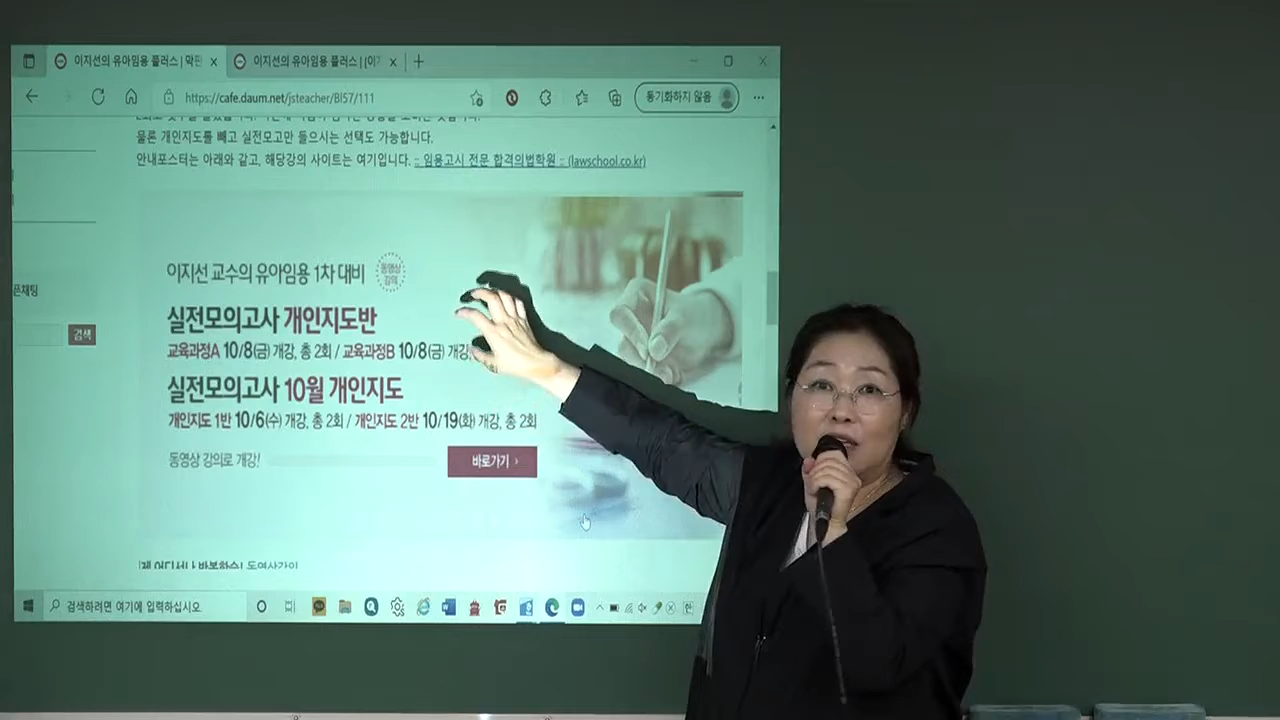 이지선의 유아임용 플러스 | 막판
이지선의 유아임용 플러스 | [이기
https://cafe.daum.net/jsteacher/BI57/111
동기화하지 않음
물론 개인지도를 빼고 실전모고만 들으시는 선택도 가능합니다.
안내포스터는 아래와 같고, 해당강의 사이트는 여기입니다. :: 임용고시 전문 합격의법학원 :: (lawschool.co.kr)
이지선 교수의 유아임용 1차 대비
동영상
강의
실전모의고사 개인지도반
교육과정A 10/8(금) 개강, 총 2회 / 교육과정B 10/8(금) 개강,
실전모의고사 10월 개인지도
개인지도 1반 10/6(수) 개강, 총 2회 / 개인지도 2반 10/19(화) 개강, 총 2회
동영상 강의로 개강!
바로가기 ›
픈채팅
검색
검색하려면 여기에 입력하십시오.